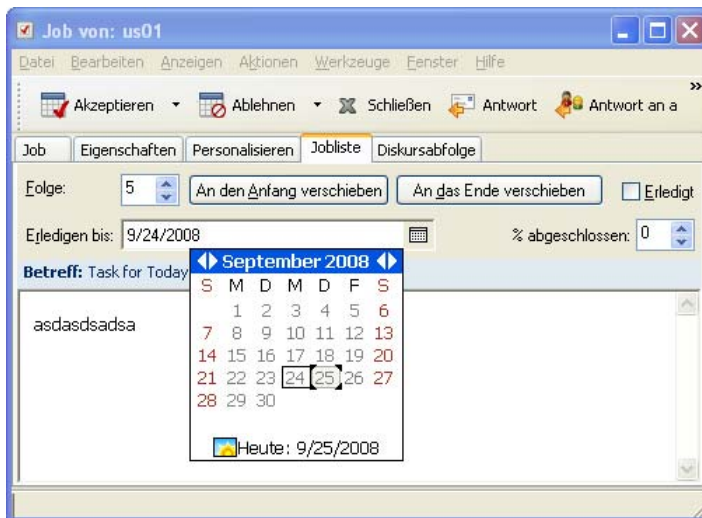 Job von: us01
Datei Bearbeiten Anzeigen Aktionen Werkzeuge Fenster Hilfe
Akzeptieren Ablehnen Schließen Antwort Antwort an a »
Job Eigenschaften Personalisieren Jobliste Diskursabfolge
Folge: 5 An den Anfang verschieben An das Ende verschieben Erledigt
Erledigen bis: 9/24/2008 % abgeschlossen: 0
September 2008
Betreff: Task for Today
S M D M D F S
1 2 3 4 5 6
asdasdsadsa
7 8 9 10 11 12 13
14 15 16 17 18 19 20
21 22 23 24 25 26 27
28 29 30
Heute: 9/25/2008